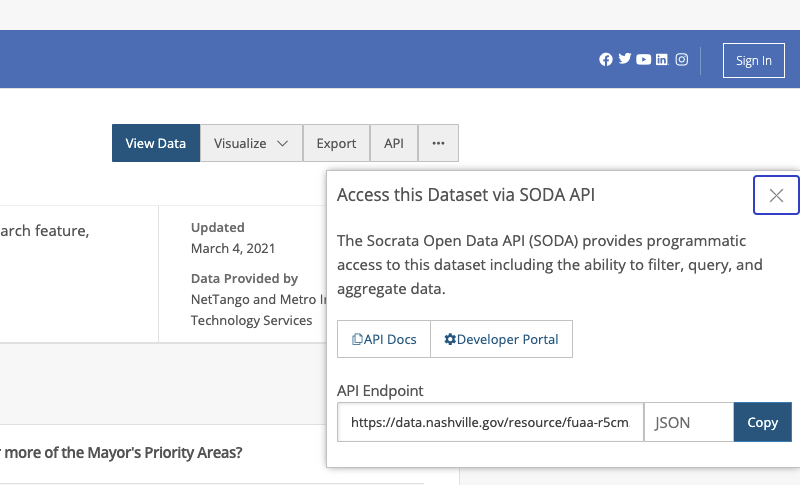 Sign In
View Data
Visualize
Export
API
Access this Dataset via SODA API
The Socrata Open Data API (SODA) provides programmatic
access to this dataset including the ability to filter, query, and
aggregate data.
API Docs
Developer Portal
API Endpoint
https://data.nashville.gov/resource/fuaa-r5cm.
JSON
Copy
arch feature,
Updated
March 4, 2021
Data Provided by
NetTango and Metro
Technology Services
more of the Mayor's Priority Areas?